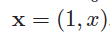 x = (1, x)